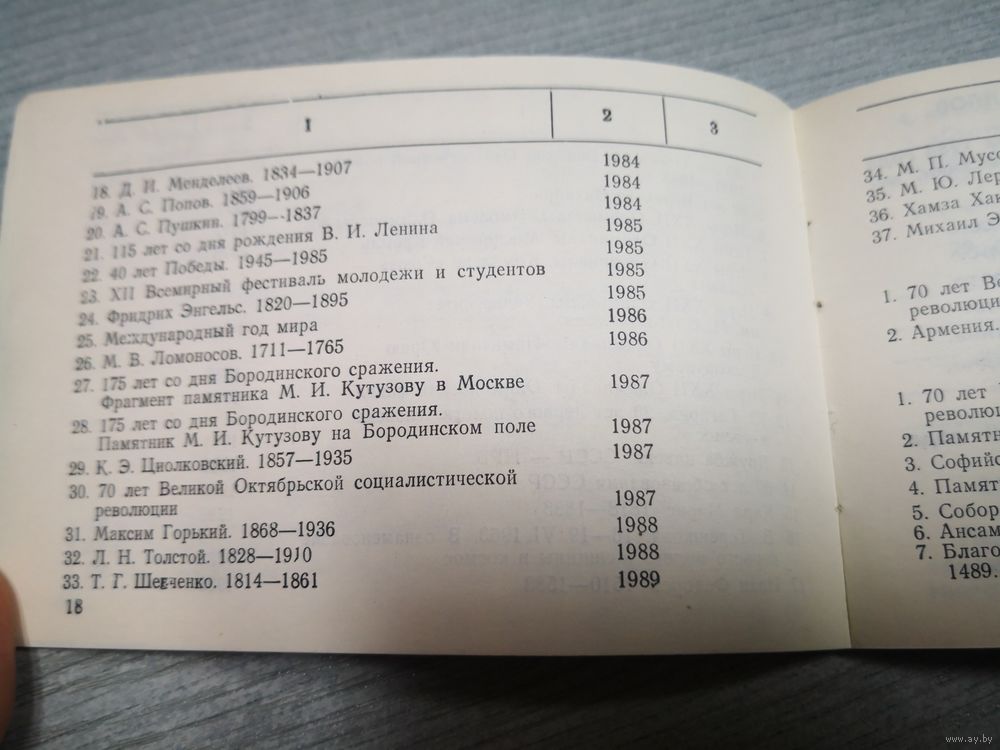 1 2 3
18. Д. И. Менделеев. 1834—1907 1984
19. А. С. Попов. 1859—1906 1984
20. А. С. Пушкин. 1799—1837 1984
21. 115 лет со дня рождения В. И. Ленина 1985
22. 40 лет Победы. 1945—1985 1985
23. XII Всемирный фестиваль молодежи и студентов 1985
24. Фридрих Энгельс. 1820—1895 1985
25. Международный год мира 1986
26. М. В. Ломоносов. 1711—1765 1986
27. 175 лет со дня Бородинского сражения.
Фрагмент памятника М. И. Кутузову в Москве 1987
28. 175 лет со дня Бородинского сражения.
Памятник М. И. Кутузову на Бородинском поле 1987
29. К. Э. Циолковский. 1857—1935 1987
30. 70 лет Великой Октябрьской социалистической
революции 1987
31. Максим Горький. 1868—1936 1988
32. Л. Н. Толстой. 1828—1910 1988
33. Т. Г. Шевченко. 1814—1861 1989
18
34. М. П. Мусо
35. М. Ю. Лер
36. Хамза Хак
37. Михаил Э
1. 70 лет Ве
революции
2. Армения.
1. 70 лет
революц
2. Памятн
3. Софийс
4. Памят
5. Собор
6. Ансам
7. Благо
1489.
www.ay.by